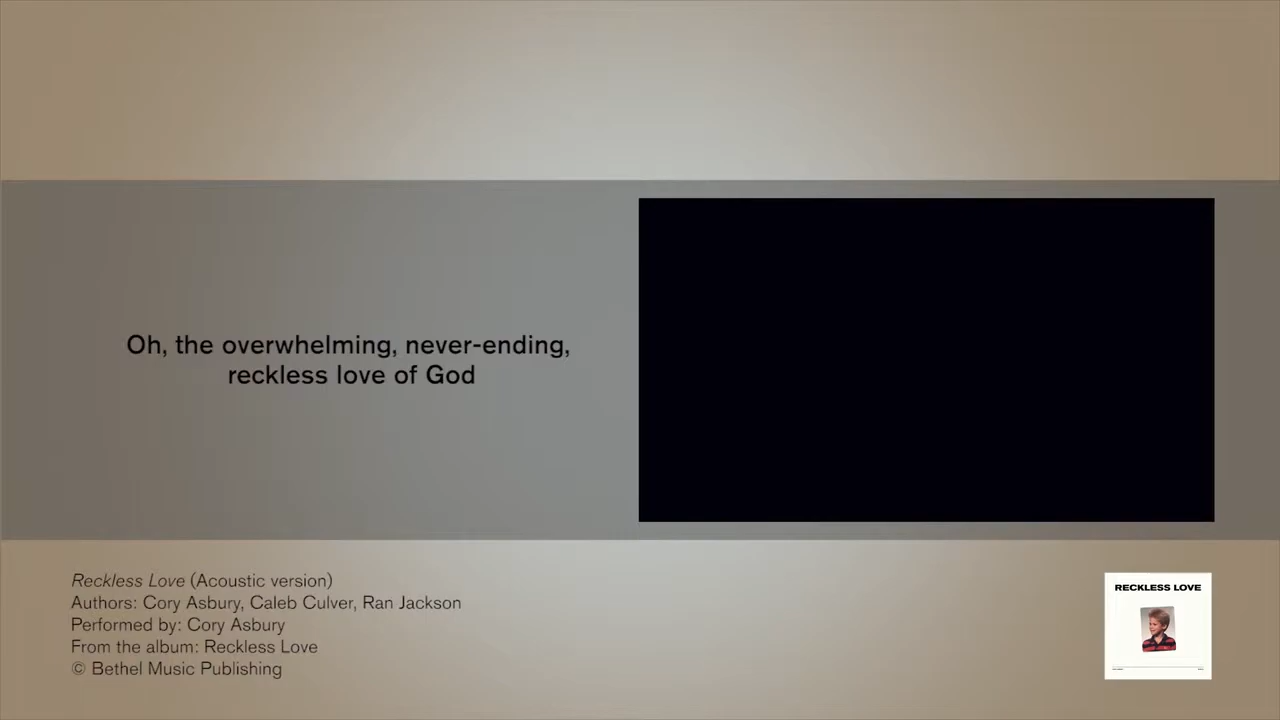 Oh, the overwhelming, never-ending,
reckless love of God
Reckless Love (Acoustic version)
Authors: Cory Asbury, Caleb Culver, Ran Jackson
Performed by: Cory Asbury
From the album: Reckless Love
© Bethel Music Publishing
RECKLESS LOVE